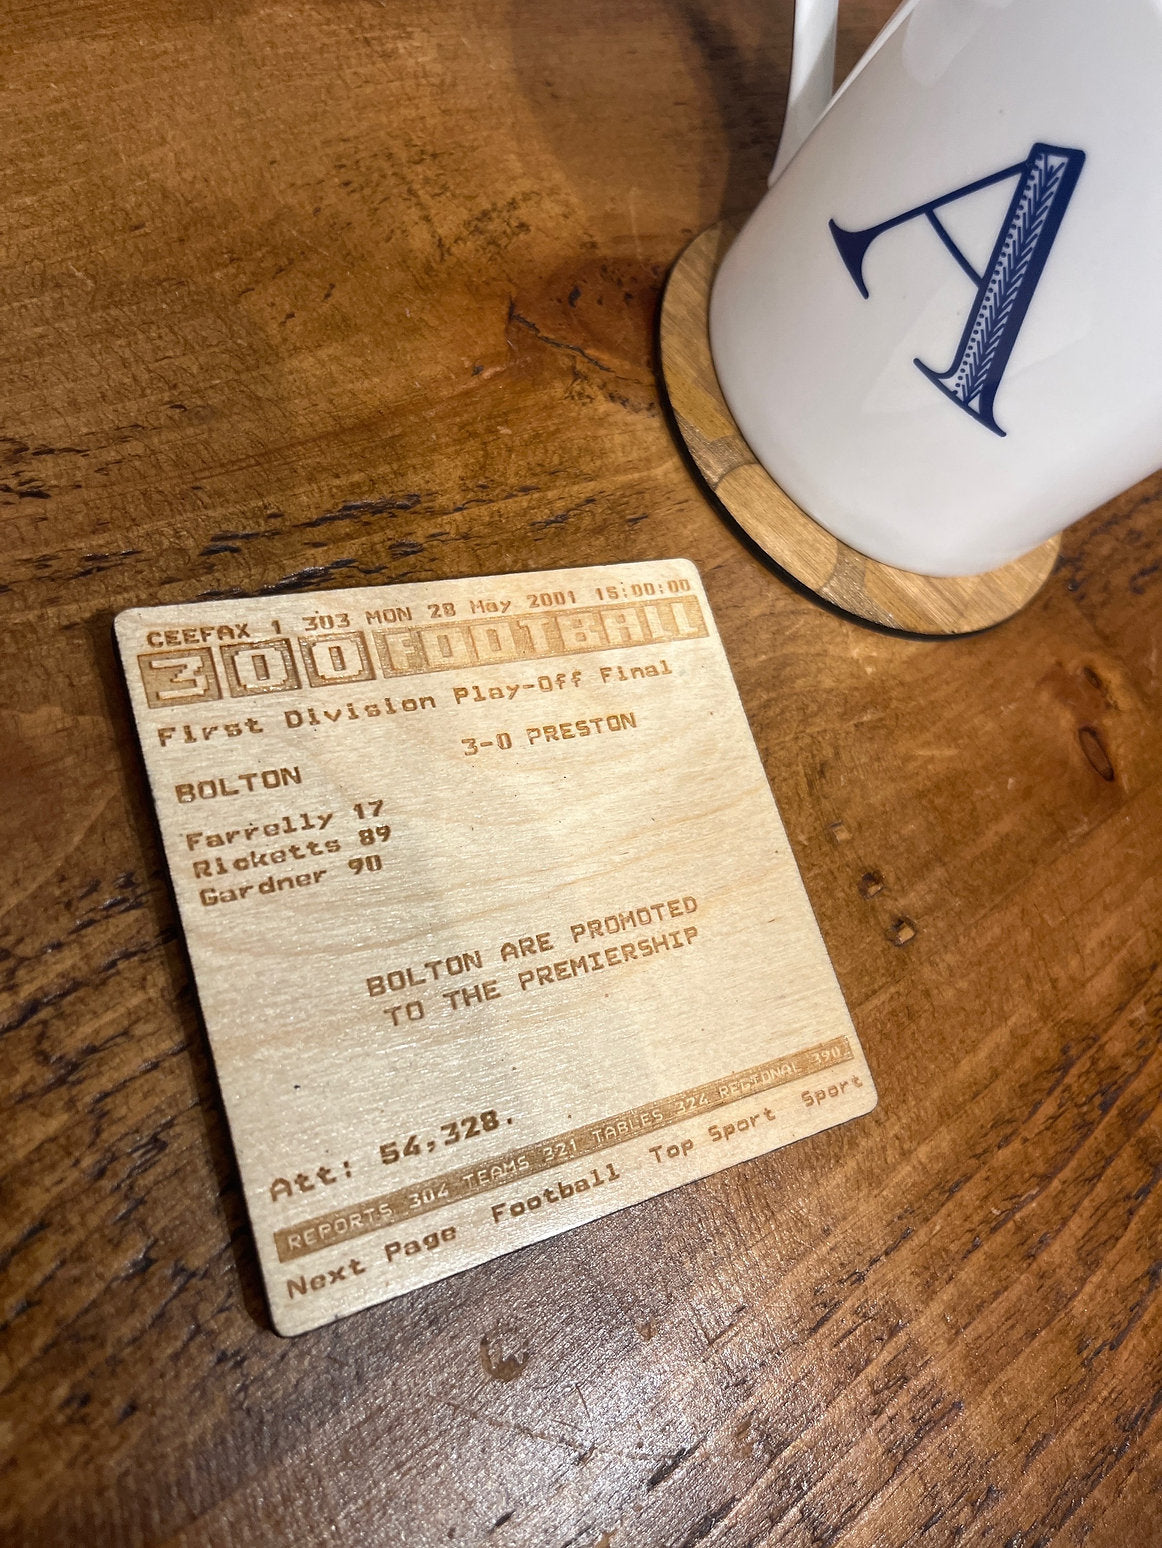 CEEFAX 1 303 MON 28 May 2001 15:00:00
300 FOOTBALL
First Division Play-Off Final
BOLTON 3-0 PRESTON
Farrelly 17
Ricketts 89
Gardner 90
BOLTON ARE PROMOTED
TO THE PREMIERSHIP
Att: 54,328.
REPORTS 304 TEAMS 321 TABLES 324 REGIONAL 390
Next Page Football Top Sport Sport
A